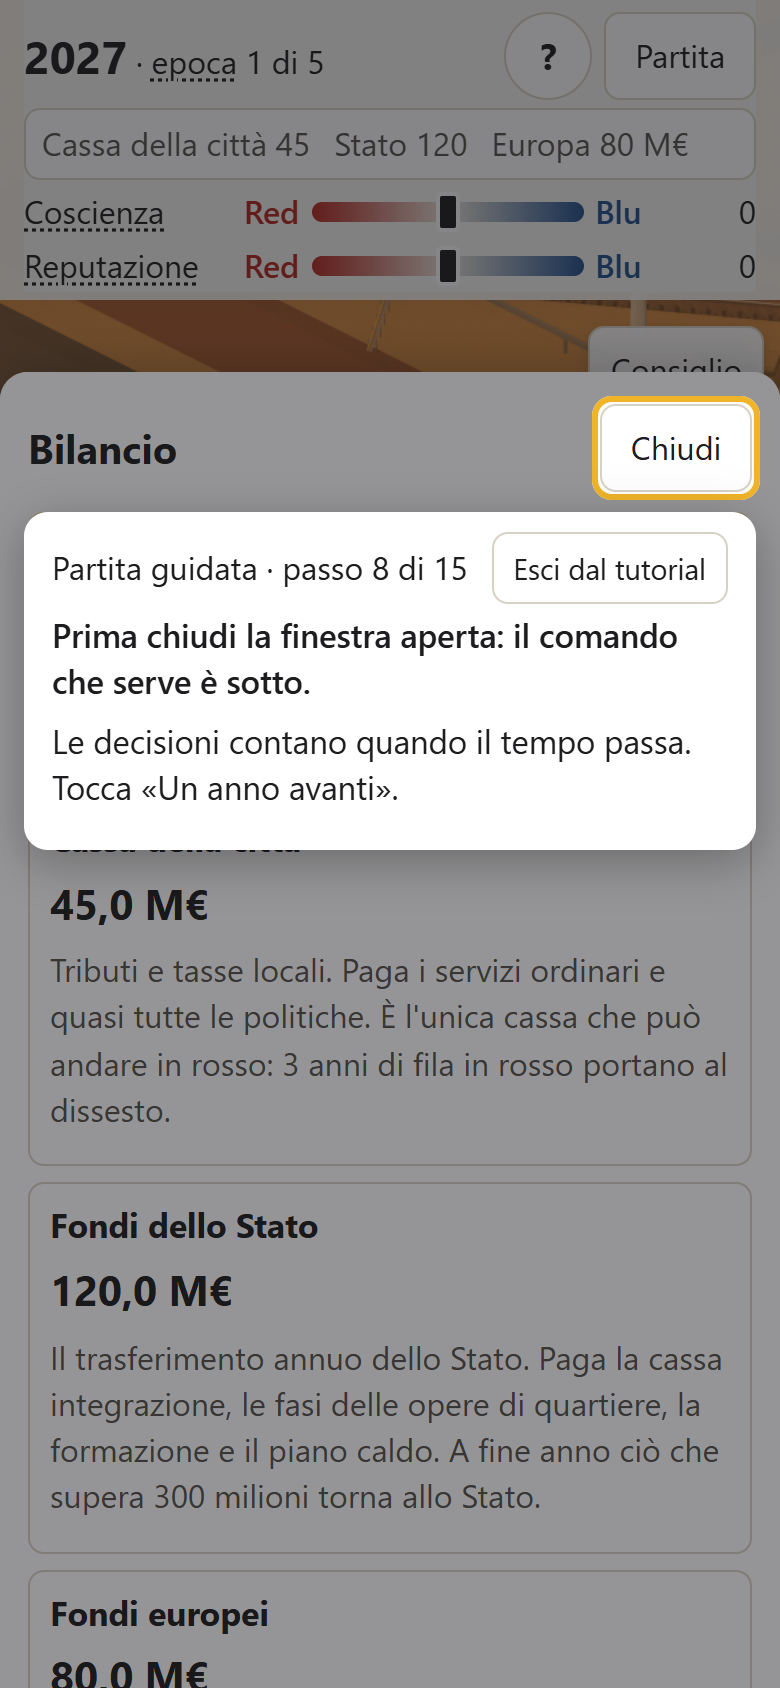 2027 · epoca 1 di 5
?
Partita
Cassa della città 45 Stato 120 Europa 80 M€
Coscienza Red Blu 0
Reputazione Red Blu 0
Consiglio
Bilancio
Chiudi
Partita guidata · passo 8 di 15
Esci dal tutorial
Prima chiudi la finestra aperta: il comando
che serve è sotto.
Le decisioni contano quando il tempo passa.
Tocca «Un anno avanti».
45,0 M€
Tributi e tasse locali. Paga i servizi ordinari e
quasi tutte le politiche. È l'unica cassa che può
andare in rosso: 3 anni di fila in rosso portano al
dissesto.
Fondi dello Stato
120,0 M€
Il trasferimento annuo dello Stato. Paga la cassa
integrazione, le fasi delle opere di quartiere, la
formazione e il piano caldo. A fine anno ciò che
supera 300 milioni torna allo Stato.
Fondi europei
80,0 M€